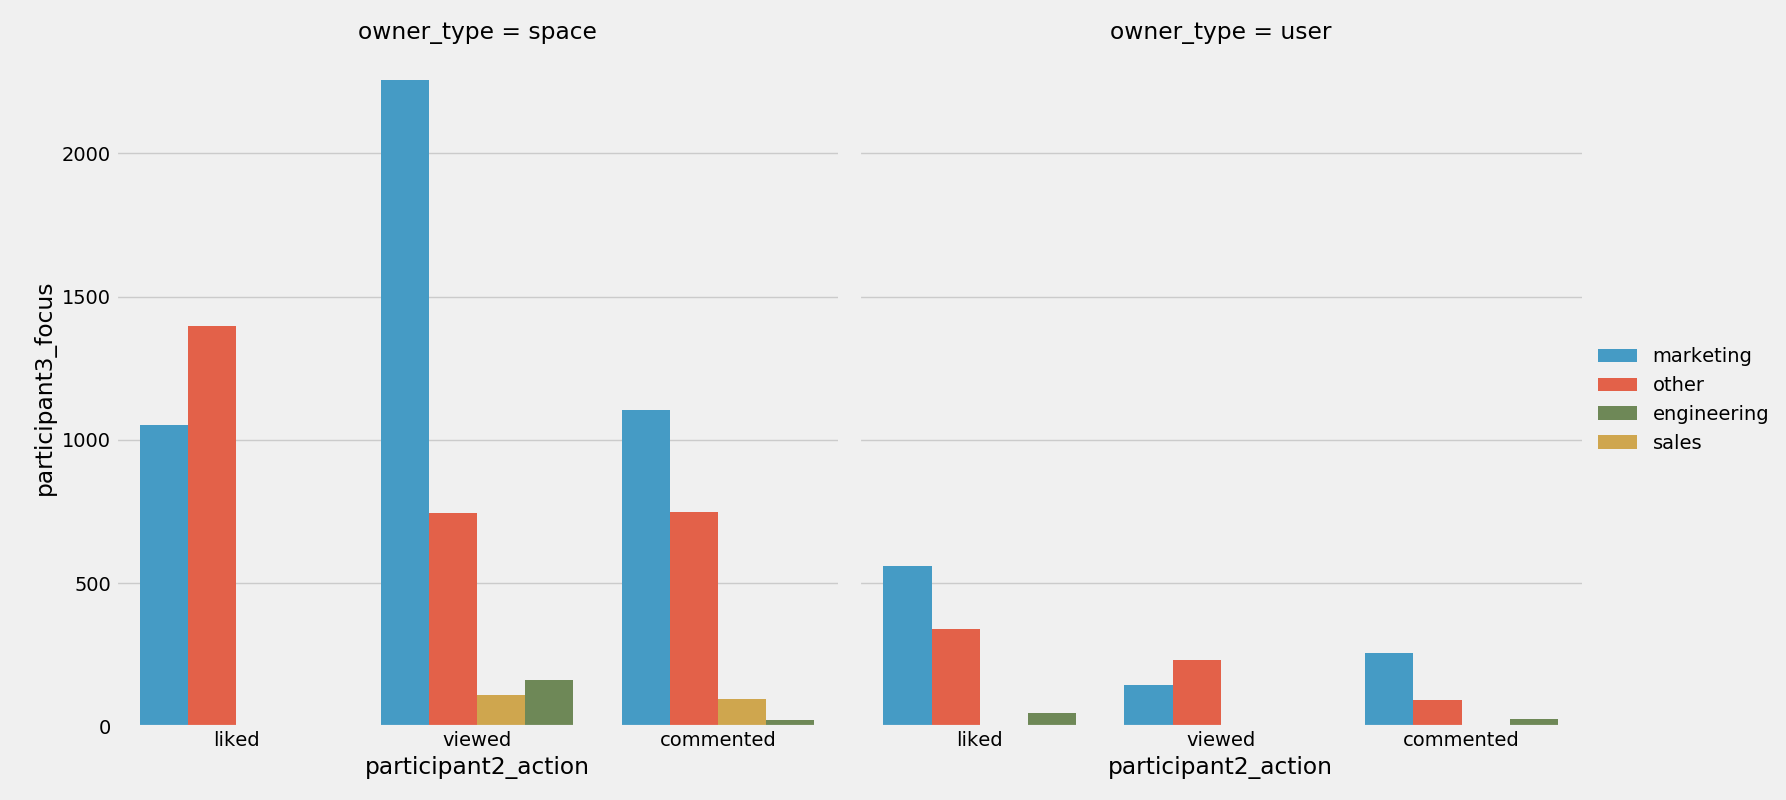 owner_type = space
owner_type = user
participant3_focus
2000
1500
1000
500
0
liked
viewed
commented
participant2_action
liked
viewed
commented
participant2_action
marketing
other
engineering
sales